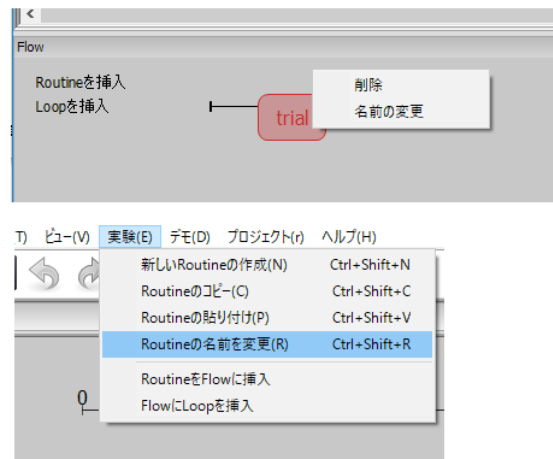 <
Flow
Routineを挿入
Loopを挿入
trial
削除
名前の変更
T) ビュー(V) 実験(E) デモ(D) プロジェクト(r) ヘルプ(H)
新しいRoutineの作成(N) Ctrl+Shift+N
Routineのコピー(C) Ctrl+Shift+C
Routineの貼り付け(P) Ctrl+Shift+V
Routineの名前を変更(R) Ctrl+Shift+R
RoutineをFlowに挿入
FlowにLoopを挿入
0